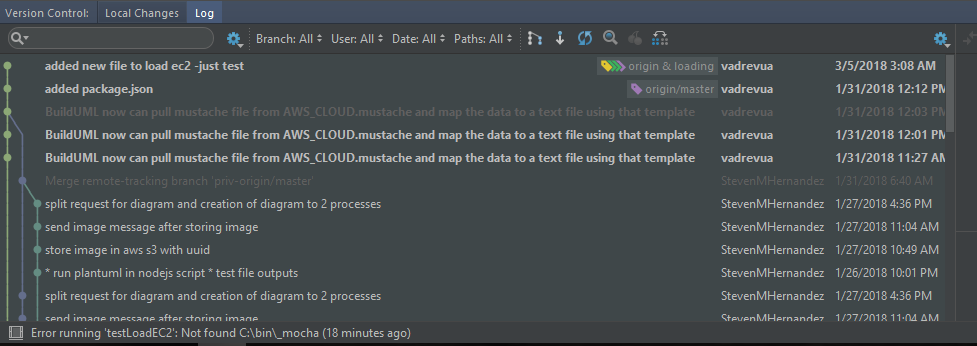 Version Control: Local Changes Log
Branch: All User: All Date: All Paths: All
added new file to load ec2 -just test origin & loading vadrevua 3/5/2018 3:08 AM
added package.json origin/master vadrevua 1/31/2018 12:12 PM
BuildUML now can pull mustache file from AWS_CLOUD.mustache and map the data to a text file using that template vadrevua 1/31/2018 12:03 PM
BuildUML now can pull mustache file from AWS_CLOUD.mustache and map the data to a text file using that template vadrevua 1/31/2018 12:01 PM
BuildUML now can pull mustache file from AWS_CLOUD.mustache and map the data to a text file using that template vadrevua 1/31/2018 11:27 AM
Merge remote-tracking branch 'priv-origin/master' StevenMHernandez 1/31/2018 6:40 AM
split request for diagram and creation of diagram to 2 processes StevenMHernandez 1/27/2018 4:36 PM
send image message after storing image StevenMHernandez 1/27/2018 11:04 AM
store image in aws s3 with uuid StevenMHernandez 1/27/2018 10:49 AM
* run plantuml in nodejs script * test file outputs StevenMHernandez 1/26/2018 10:01 PM
split request for diagram and creation of diagram to 2 processes StevenMHernandez 1/27/2018 4:36 PM
send image message after storing image StevenMHernandez 1/27/2018 11:04 AM
Error running 'testLoadEC2': Not found C:\bin\_mocha (18 minutes ago)